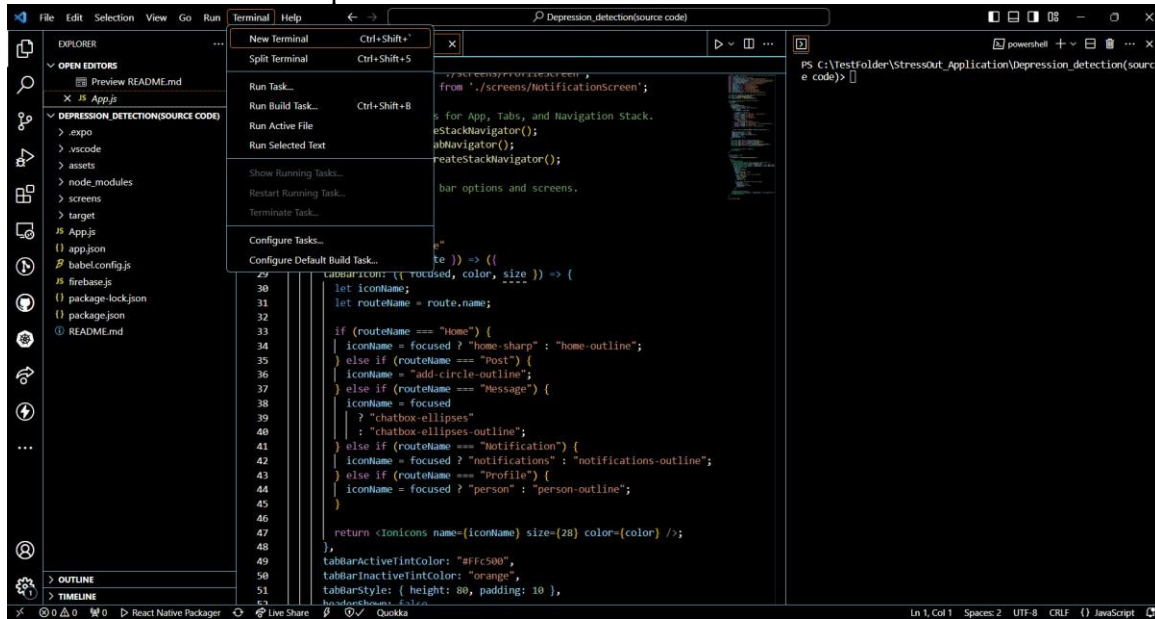 File Edit Selection View Go Run Terminal Help
Depression_detection(source code)
EXPLORER
OPEN EDITORS
Preview README.md
JS App.js
DEPRESSION_DETECTION(SOURCE CODE)
.expo
.vscode
assets
node_modules
screens
target
JS App.js
{} app.json
babel.config.js
JS firebase.js
{} package-lock.json
{} package.json
README.md
OUTLINE
TIMELINE
New Terminal Ctrl+Shift+`
Split Terminal Ctrl+Shift+5
Run Task...
Run Build Task... Ctrl+Shift+B
Run Active File
Run Selected Text
Show Running Tasks...
Restart Running Task...
Terminate Task...
Configure Tasks...
Configure Default Build Task...
'./screens/ProfileScreen';
from './screens/NotificationScreen';
s for App, Tabs, and Navigation Stack.
eStackNavigator();
abNavigator();
reateStackNavigator();
bar options and screens.
e"
te }) => ({
29 tabBarIcon: ({ focused, color, size }) => {
30 let iconName;
31 let routeName = route.name;
32
33 if (routeName === "Home") {
34 iconName = focused ? "home-sharp" : "home-outline";
35 } else if (routeName === "Post") {
36 iconName = "add-circle-outline";
37 } else if (routeName === "Message") {
38 iconName = focused
39 ? "chatbox-ellipses"
40 : "chatbox-ellipses-outline";
41 } else if (routeName === "Notification") {
42 iconName = focused ? "notifications" : "notifications-outline";
43 } else if (routeName === "Profile") {
44 iconName = focused ? "person" : "person-outline";
45 }
46
47 return <Ionicons name={iconName} size={28} color={color} />;
48 },
49 tabBarActiveTintColor: "#FFc500",
50 tabBarInactiveTintColor: "orange",
51 tabBarStyle: { height: 80, padding: 10 },
52 headerShown: false
powershell
PS C:\TestFolder\StressOut_Application\Depression_detection(sourc
e code)>
0 0 0 React Native Packager Live Share Quokka
Ln 1, Col 1 Spaces: 2 UTF-8 CRLF {} JavaScript